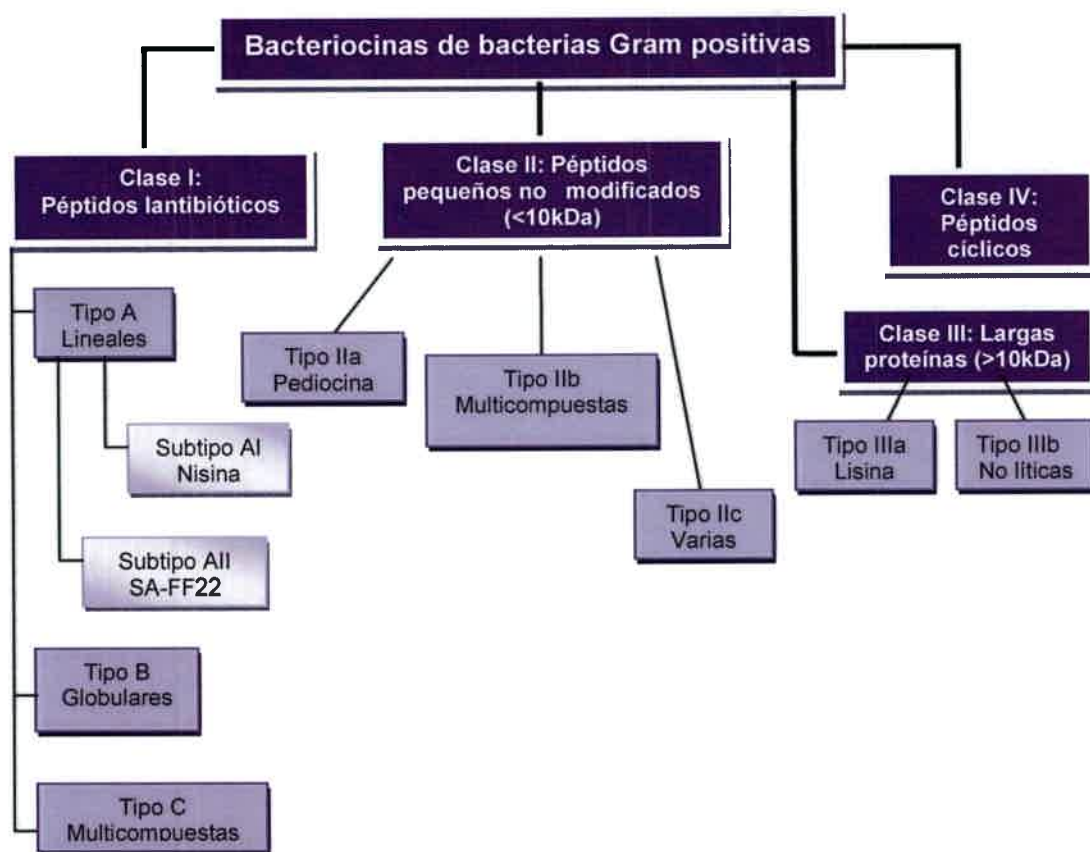 Bacteriocinas de bacterias Gram positivas
Clase I:
Péptidos lantibióticos
Clase II: Péptidos
pequeños no modificados
(<10kDa)
Clase IV:
Péptidos
cíclicos
Clase III: Largas
proteínas (>10kDa)
Tipo A
Lineales
Subtipo AI
Nisina
Subtipo AII
SA-FF22
Tipo B
Globulares
Tipo C
Multicompuestas
Tipo IIa
Pediocina
Tipo IIb
Multicompuestas
Tipo IIc
Varias
Tipo IIIa
Lisina
Tipo IIIb
No líticas